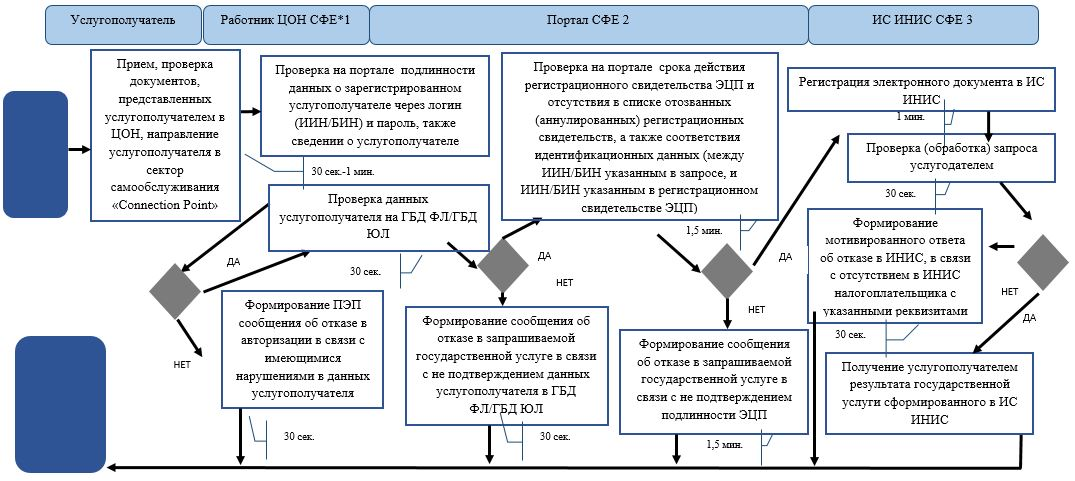 Услугополучатель
Работник ЦОН СФЕ*1
Портал СФЕ 2
ИС ИНИС СФЕ 3
Прием, проверка
документов,
представленных
услугополучателем в
ЦОН, направление
услугополучателя в
сектор
самообслуживания
«Connection Point»
Проверка на портале подлинности
данных о зарегистрированном
услугополучателе через логин
(ИИН/БИН) и пароль, также
сведении о услугополучателе
30 сек.-1 мин.
Проверка данных
услугополучателя на ГБД ФЛ/ГБД
ЮЛ
30 сек.
Проверка на портале срока действия
регистрационного свидетельства ЭЦП и
отсутствия в списке отозванных
(аннулированных) регистрационных
свидетельств, а также соответствия
идентификационных данных (между
ИИН/БИН указанным в запросе, и
ИИН/БИН указанным в регистрационном
свидетельстве ЭЦП)
1,5 мин.
Регистрация электронного документа в ИС
ИНИС
1 мин.
Проверка (обработка) запроса
услугодателем
30 сек.
Формирование
мотивированного ответа
об отказе в ИНИС, в связи
с отсутствием в ИНИС
налогоплательщика с
указанными реквизитами
30 сек.
ДА
НЕТ
ДА
НЕТ
ДА
НЕТ
НЕТ
ДА
Формирование ПЭП
сообщения об отказе в
авторизации в связи с
имеющимися
нарушениями в данных
услугополучателя
30 сек.
Формирование сообщения об
отказе в запрашиваемой
государственной услуге в связи
с не подтверждением данных
услугополучателя в ГБД
ФЛ/ГБД ЮЛ
30 сек.
Формирование сообщения
об отказе в запрашиваемой
государственной услуге в
связи с не подтверждением
подлинности ЭЦП
1,5 мин.
Получение услугополучателем
результата государственной
услуги сформированного в ИС
ИНИС